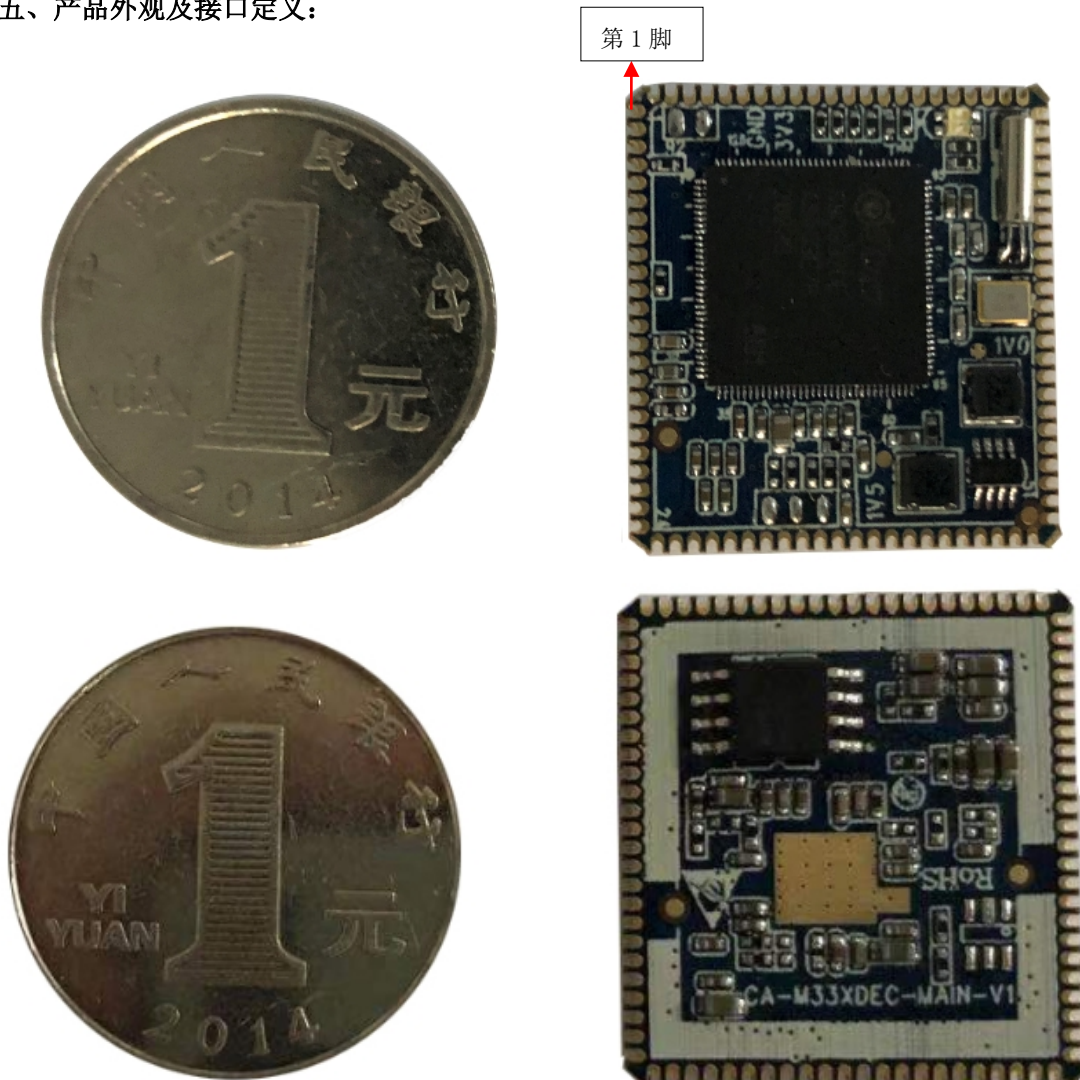 五、产品外观及接口定义：
第1脚
人民银行
1
元
YI
YUAN
2014
GND
3V3
1V0
1V5
中国人民银行
1
元
YI
YUAN
2014
RoHS
CA-M33XDEC-MAIN-V1